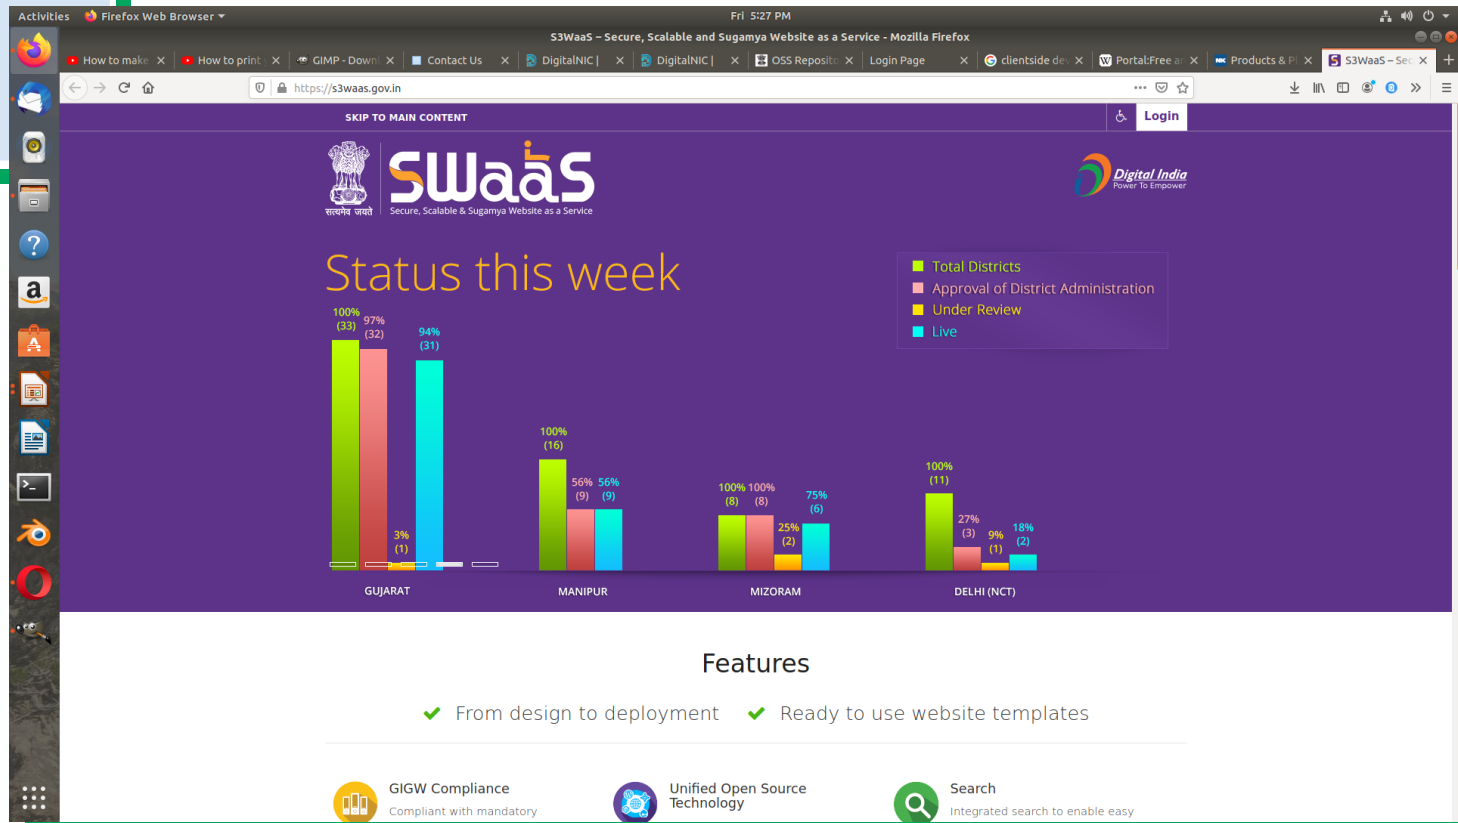 Activities Firefox Web Browser
Fri 5:27 PM
S3WaaS – Secure, Scalable and Sugamya Website as a Service - Mozilla Firefox
How to make
How to print
GIMP - Downl
Contact Us
DigitalNIC |
DigitalNIC |
OSS Reposito
Login Page
clientside dev
Portal:Free ar
Products & Pl
S3WaaS – Sec
https://s3waas.gov.in
SKIP TO MAIN CONTENT
Login
SWaaS
सत्यमेव जयते
Secure, Scalable & Sugamya Website as a Service
Digital India
Power To Empower
Status this week
Total Districts
Approval of District Administration
Under Review
Live
100%
(33)
97%
(32)
3%
(1)
94%
(31)
GUJARAT
100%
(16)
56%
(9)
56%
(9)
MANIPUR
100%
(8)
100%
(8)
25%
(2)
75%
(6)
MIZORAM
100%
(11)
27%
(3)
9%
(1)
18%
(2)
DELHI (NCT)
Features
From design to deployment
Ready to use website templates
GIGW Compliance
Compliant with mandatory
Unified Open Source
Technology
Search
Integrated search to enable easy